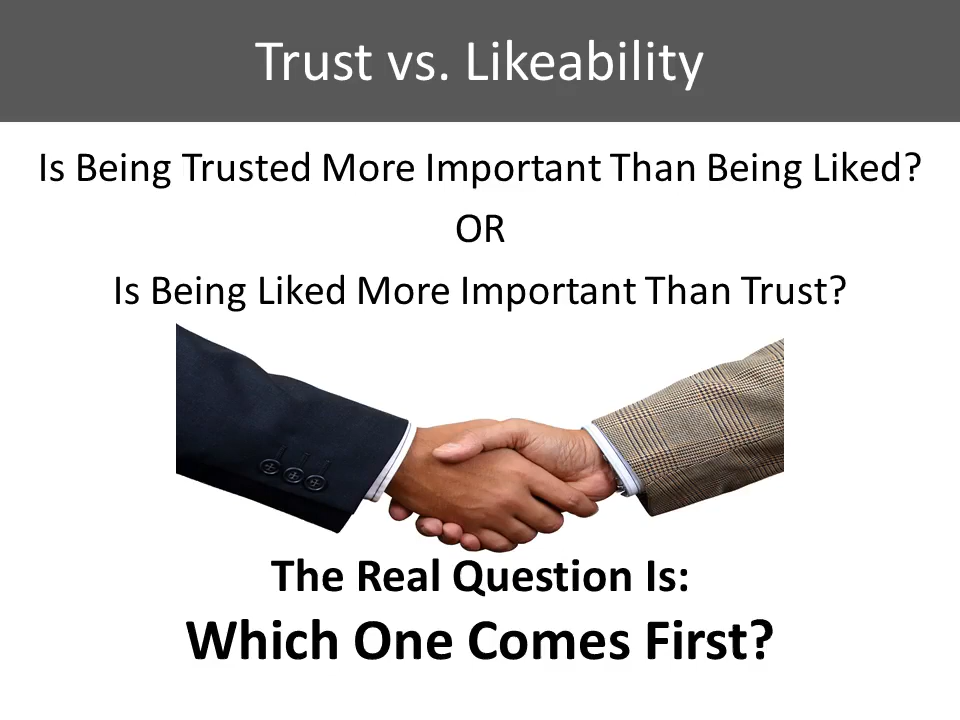 Trust vs. Likeability
Is Being Trusted More Important Than Being Liked?
OR
Is Being Liked More Important Than Trust?
The Real Question Is:
Which One Comes First?